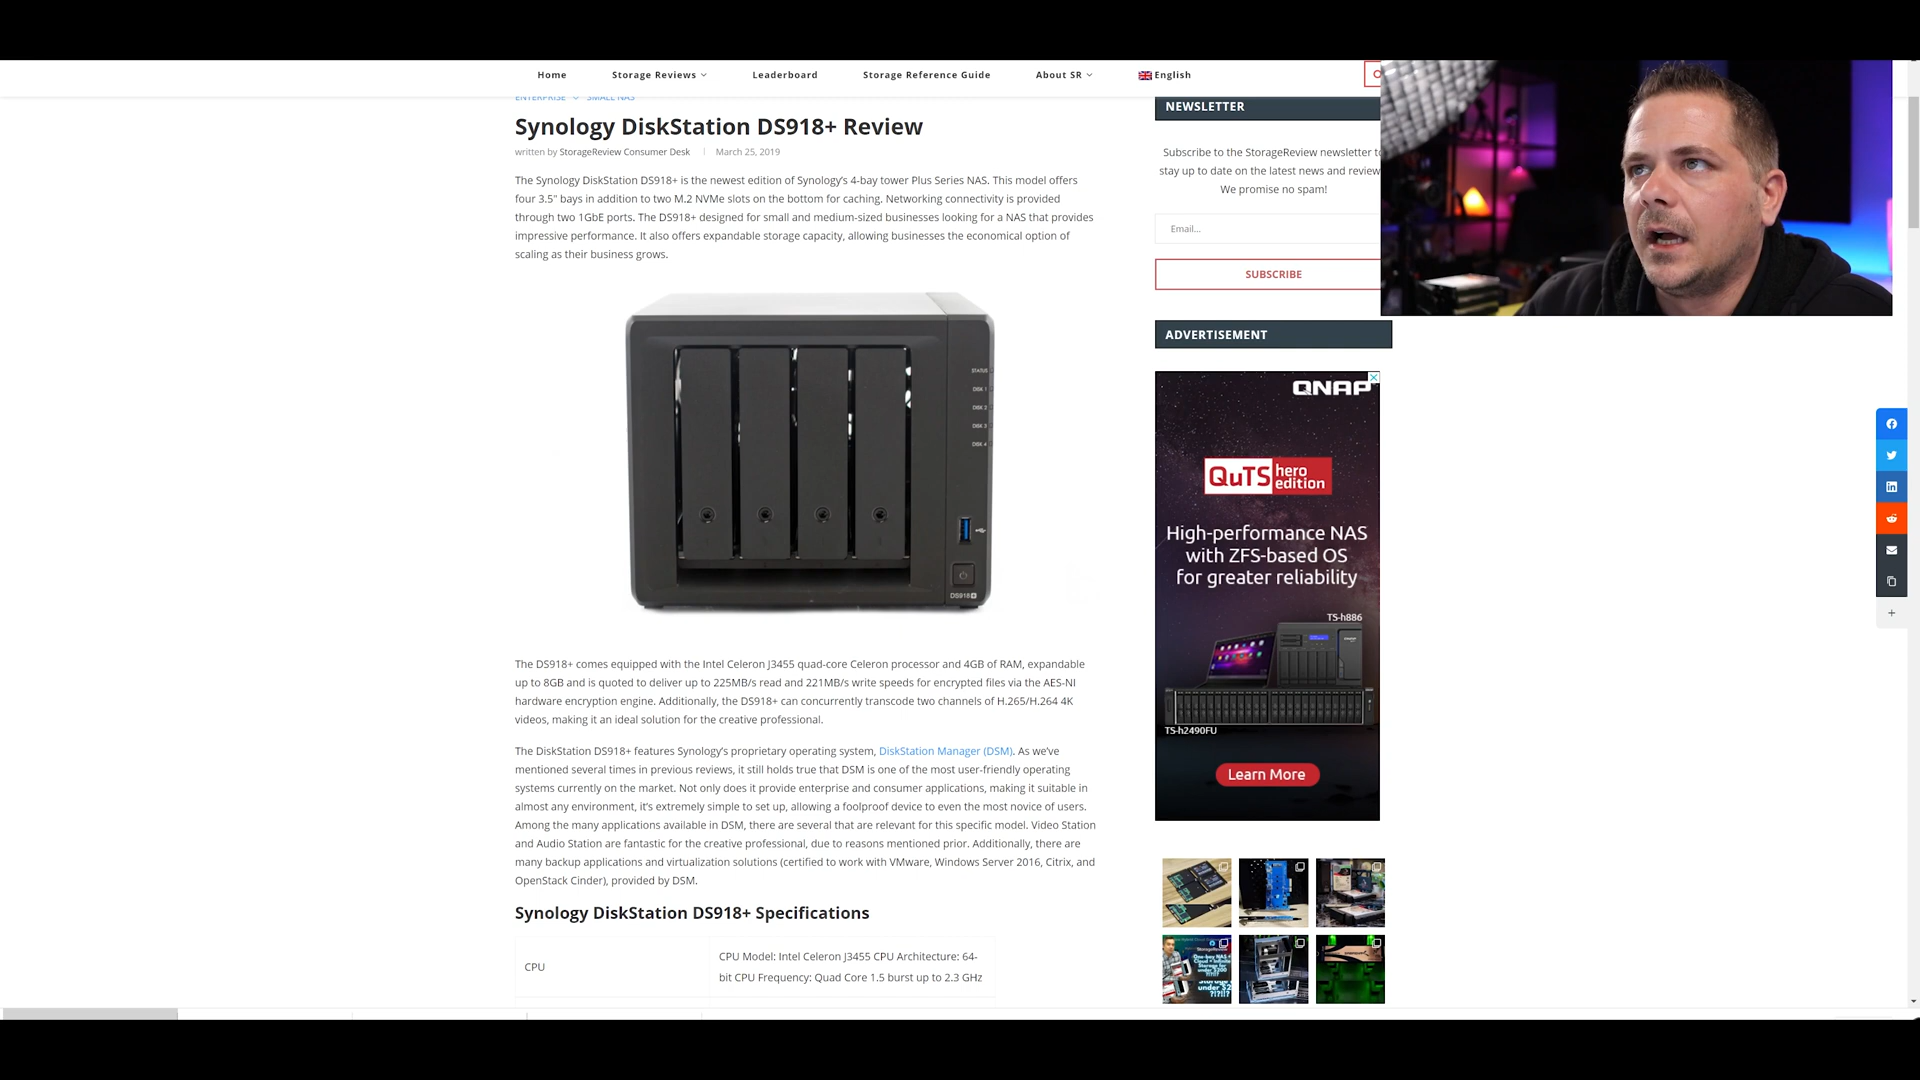 Home
Storage Reviews
Leaderboard
Storage Reference Guide
About SR
English
ENTERPRISE
SMALL NAS
Synology DiskStation DS918+ Review
written by StorageReview Consumer Desk
March 25, 2019
The Synology DiskStation DS918+ is the newest edition of Synology's 4-bay tower Plus Series NAS. This model offers
four 3.5" bays in addition to two M.2 NVMe slots on the bottom for caching. Networking connectivity is provided
through two 1GbE ports. The DS918+ designed for small and medium-sized businesses looking for a NAS that provides
impressive performance. It also offers expandable storage capacity, allowing businesses the economical option of
scaling as their business grows.
STATUS
DISK 1
DISK 2
DISK 3
DISK 4
DS918+
The DS918+ comes equipped with the Intel Celeron J3455 quad-core Celeron processor and 4GB of RAM, expandable
up to 8GB and is quoted to deliver up to 225MB/s read and 221MB/s write speeds for encrypted files via the AES-NI
hardware encryption engine. Additionally, the DS918+ can concurrently transcode two channels of H.265/H.264 4K
videos, making it an ideal solution for the creative professional.
The DiskStation DS918+ features Synology's proprietary operating system, DiskStation Manager (DSM). As we've
mentioned several times in previous reviews, it still holds true that DSM is one of the most user-friendly operating
systems currently on the market. Not only does it provide enterprise and consumer applications, making it suitable in
almost any environment, it's extremely simple to set up, allowing a foolproof device to even the most novice of users.
Among the many applications available in DSM, there are several that are relevant for this specific model. Video Station
and Audio Station are fantastic for the creative professional, due to reasons mentioned prior. Additionally, there are
many backup applications and virtualization solutions (certified to work with VMware, Windows Server 2016, Citrix, and
OpenStack Cinder), provided by DSM.
Synology DiskStation DS918+ Specifications
CPU
CPU Model: Intel Celeron J3455 CPU Architecture: 64-
bit CPU Frequency: Quad Core 1.5 burst up to 2.3 GHz
NEWSLETTER
Subscribe to the StorageReview newsletter to
stay up to date on the latest news and review
We promise no spam!
Email...
SUBSCRIBE
ADVERTISEMENT
QNAP
QuTS hero
edition
High-performance NAS
with ZFS-based OS
for greater reliability
TS-h886
TS-h2490FU
Learn More